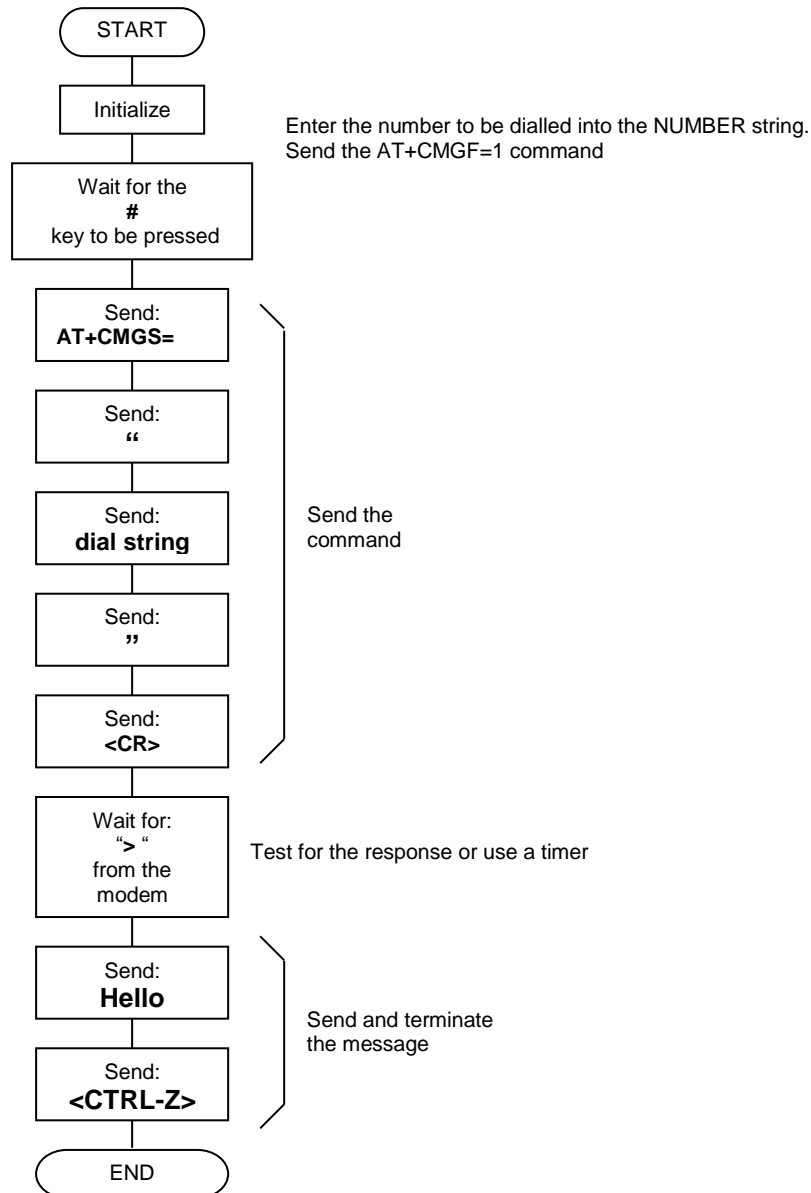 START
Initialize
Enter the number to be dialled into the NUMBER string.
Send the AT+CMGF=1 command
Wait for the
#
key to be pressed
Send:
AT+CMGS=
Send:
“
Send:
dial string
Send the
command
Send:
”
Send:
<CR>
Wait for:
“> “
from the
modem
Test for the response or use a timer
Send:
Hello
Send and terminate
the message
Send:
<CTRL-Z>
END